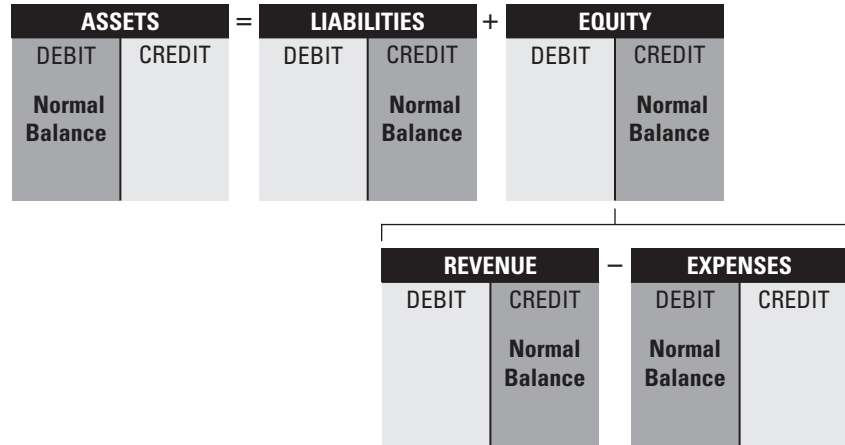 ASSETS = LIABILITIES + EQUITY
DEBIT CREDIT DEBIT CREDIT DEBIT CREDIT
Normal Normal Normal
Balance Balance Balance
REVENUE – EXPENSES
DEBIT CREDIT DEBIT CREDIT
Normal Normal
Balance Balance